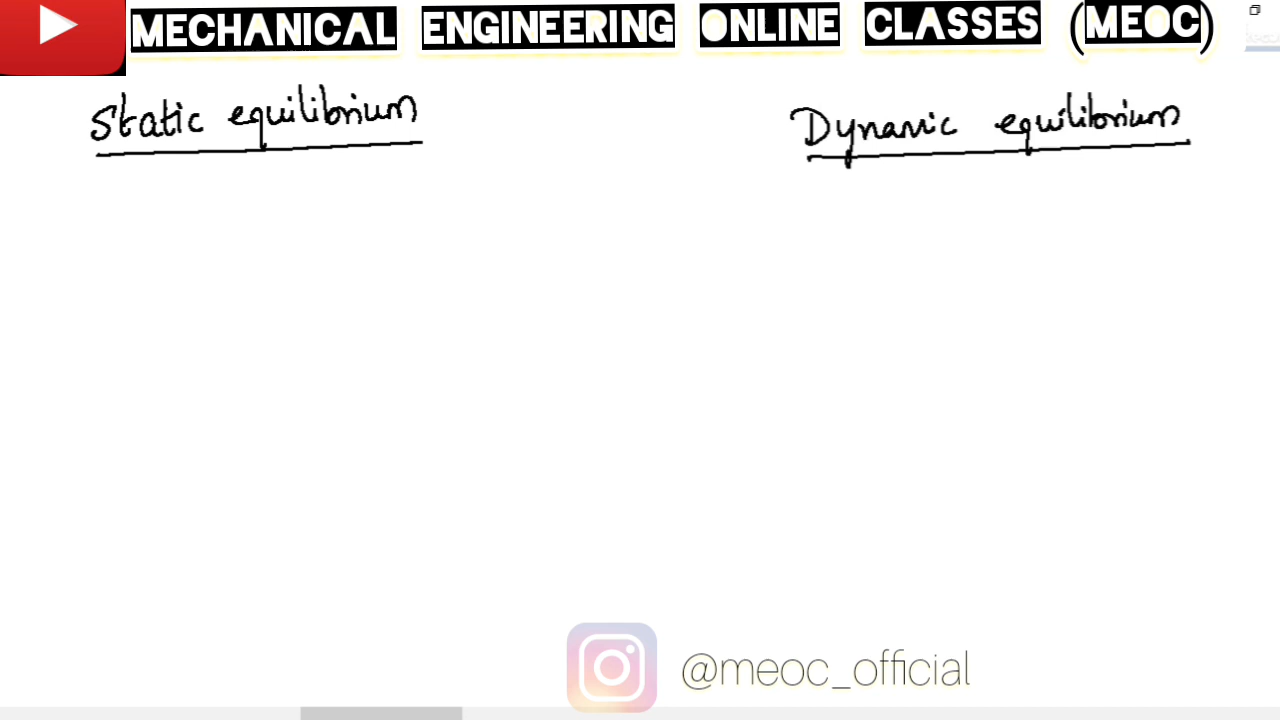 MECHANICAL ENGINEERING ONLINE CLASSES (MEOC)
Static equilibrium
Dynamic equilibrium
@meoc_official